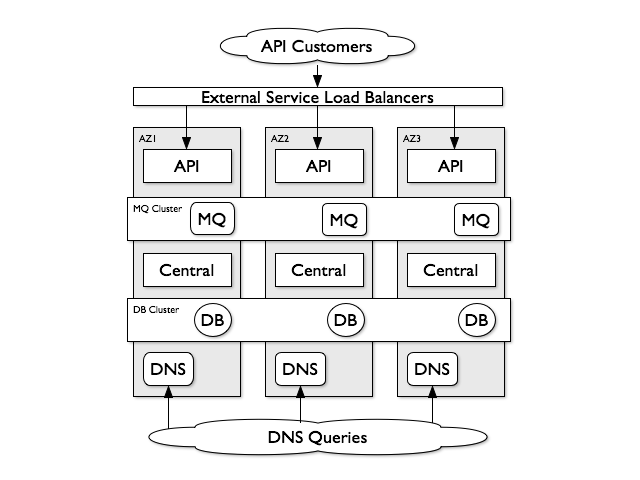 API Customers
External Service Load Balancers
AZ1 AZ2 AZ3
API API API
MQ Cluster MQ MQ MQ
Central Central Central
DB Cluster DB DB DB
DNS DNS DNS
DNS Queries